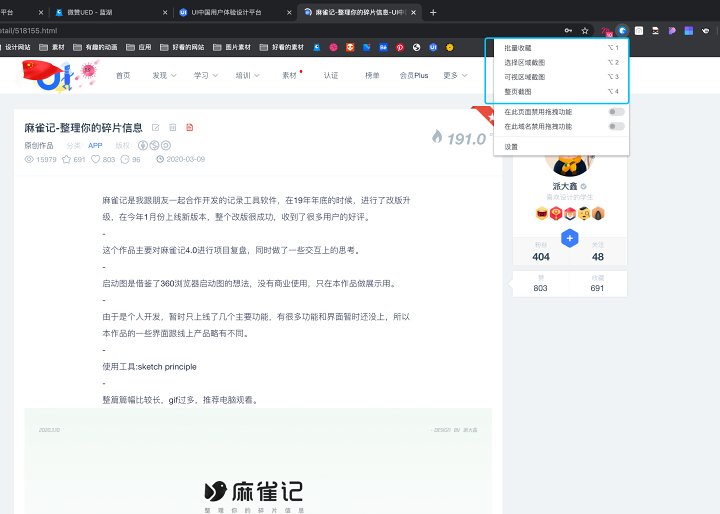 计平台
微赞UED - 蓝湖
UI中国用户体验设计平台
麻雀记-整理你的碎片信息-UI中
etail/518155.html
设计网站
素材
有趣的动画
应用
好看的网站
图片素材
好看的素材
批量收藏 ⌥ 1
选择区域截图 ⌥ 2
可视区域截图 ⌥ 3
整页截图 ⌥ 4
在此页面禁用拖拽功能
在此域名禁用拖拽功能
设置
首页
发现
学习
培训
素材
认证
榜单
会员Plus
更多
麻雀记-整理你的碎片信息
原创作品 分类 APP 版权
15979 691 803 96 2020-03-09
191.0
派大鑫
喜欢设计的学生
粉丝 关注
404 48
赞 收藏
803 691
麻雀记是我跟朋友一起合作开发的记录工具软件，在19年年底的时候，进行了改版升
级，在今年1月份上线新版本，整个改版很成功，收到了很多用户的好评。
-
这个作品主要对麻雀记4.0进行项目复盘，同时做了一些交互上的思考。
-
启动图是借鉴了360浏览器启动图的想法，没有商业使用，只在本作品做展示用。
-
由于是个人开发，暂时只上线了几个主要功能，有很多功能和界面暂时还没上，所以
本作品的一些界面跟线上产品略有不同。
-
使用工具:sketch principle
-
整篇篇幅比较长，gif过多，推荐电脑观看。
2020.3.10
- DESIGN BY 派大鑫
麻雀记
整理你的碎片信息